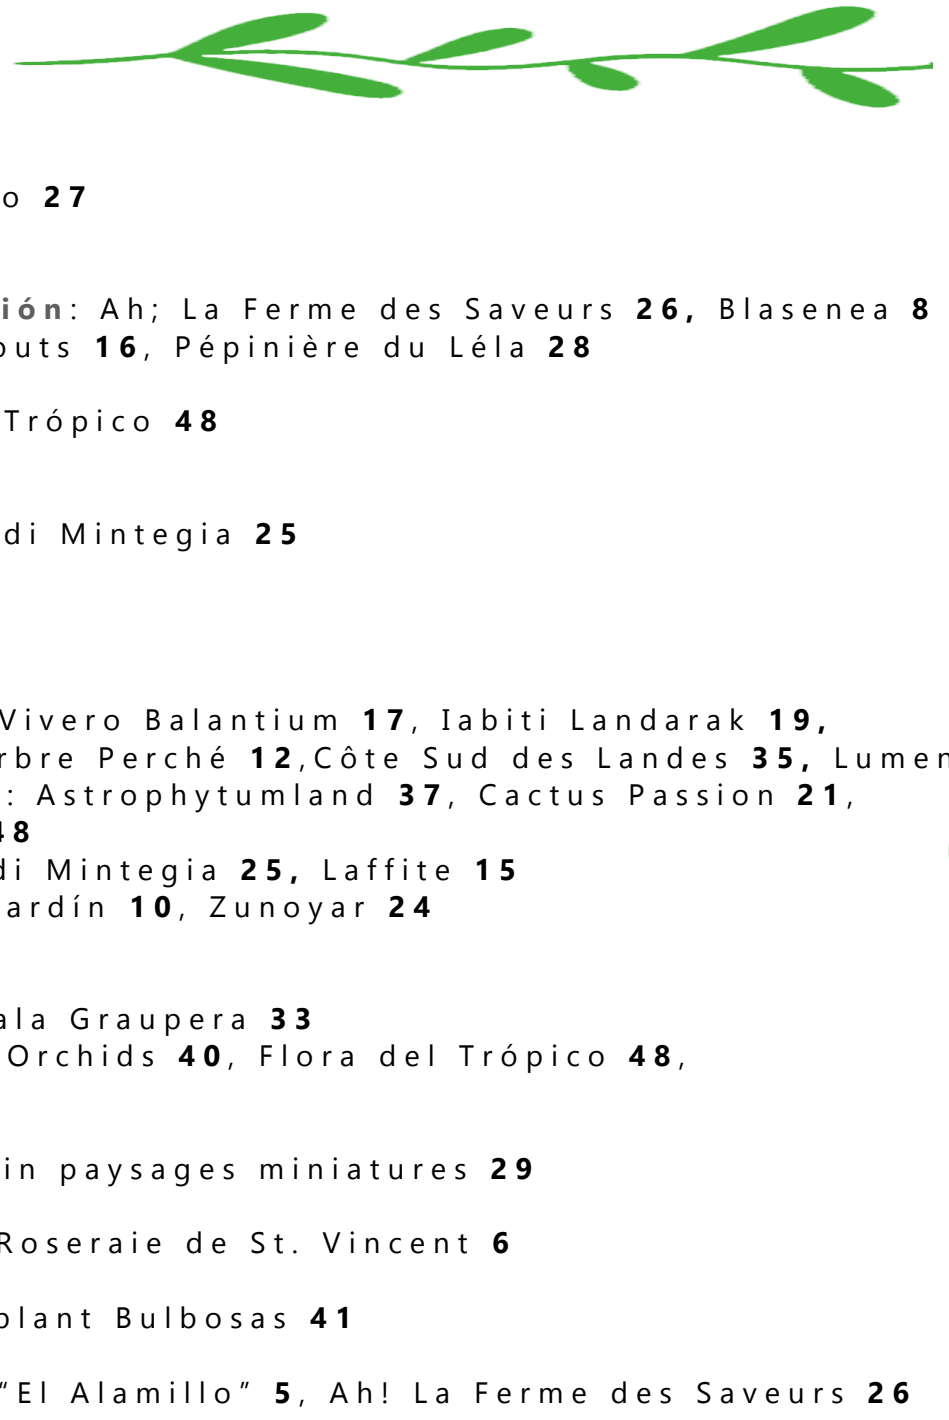 o 27
ión: Ah; La Ferme des Saveurs 26, Blasenea 8
outs 16, Pépinière du Léla 28
Trópico 48
di Mintegia 25
Vivero Balantium 17, Iabiti Landarak 19,
rbre Perché 12,Côte Sud des Landes 35, Lumen
: Astrophytumland 37, Cactus Passion 21,
48
di Mintegia 25, Laffite 15
ardín 10, Zunoyar 24
ala Graupera 33
Orchids 40, Flora del Trópico 48,
in paysages miniatures 29
Roseraie de St. Vincent 6
plant Bulbosas 41
“El Alamillo” 5, Ah! La Ferme des Saveurs 26